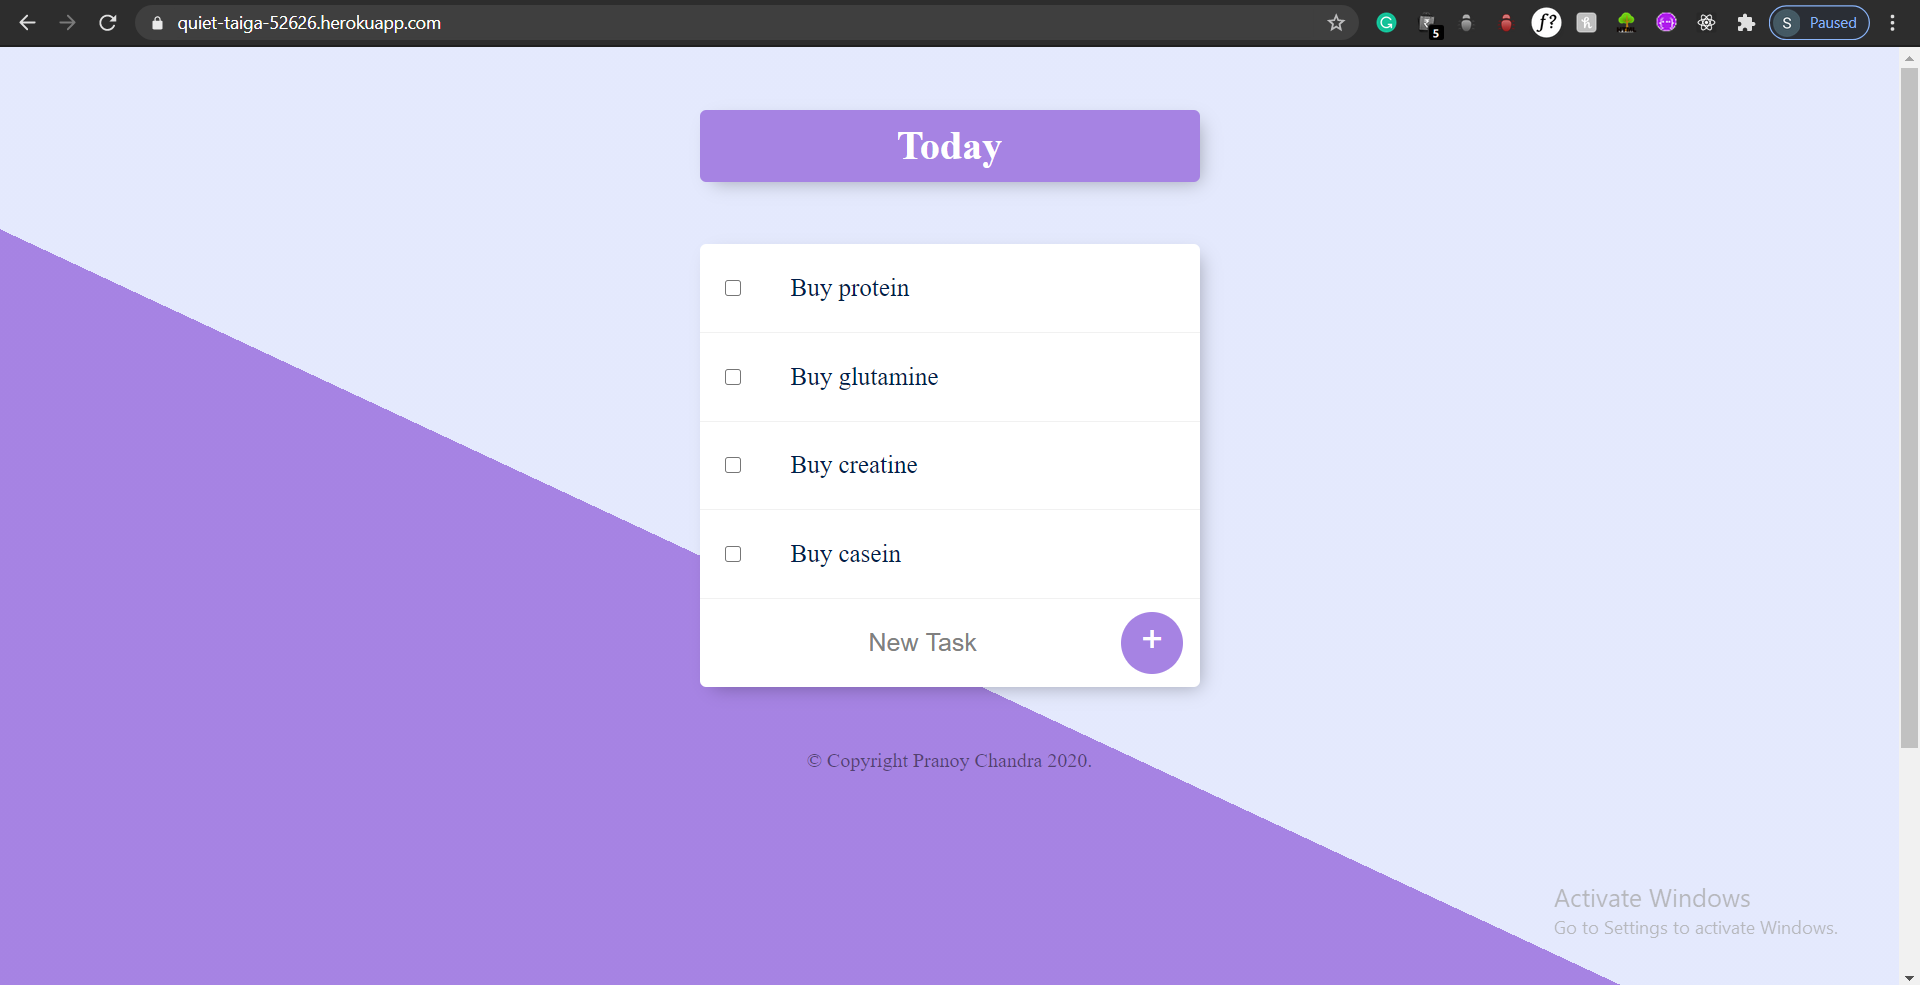 quiet-taiga-52626.herokuapp.com
5
f?
h
S Paused
Today
Buy protein
Buy glutamine
Buy creatine
Buy casein
New Task +
© Copyright Pranoy Chandra 2020.
Activate Windows
Go to Settings to activate Windows.